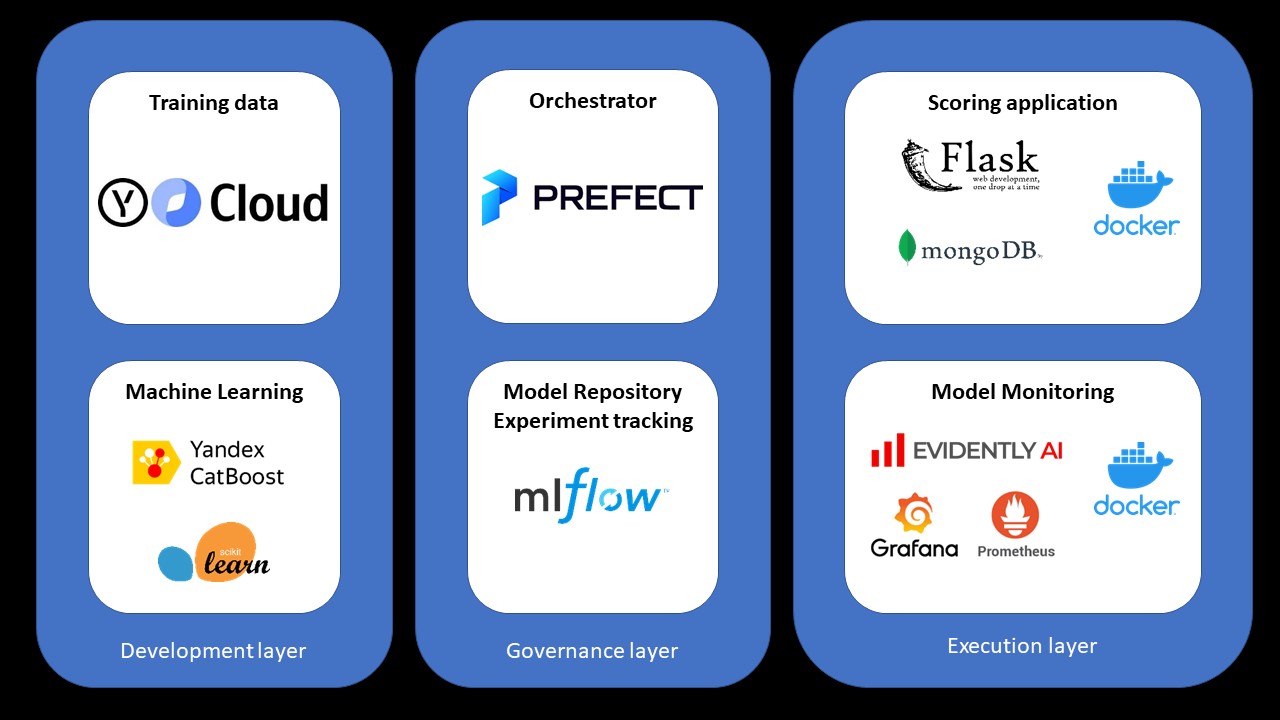 Training data
Y Cloud
Machine Learning
Yandex
CatBoost
scikit
learn
Development layer
Orchestrator
PREFECT
Model Repository
Experiment tracking
mlflow™
Governance layer
Scoring application
Flask
web development,
one drop at a time
mongoDB
docker
Model Monitoring
EVIDENTLY AI
Grafana
Prometheus
docker
Execution layer